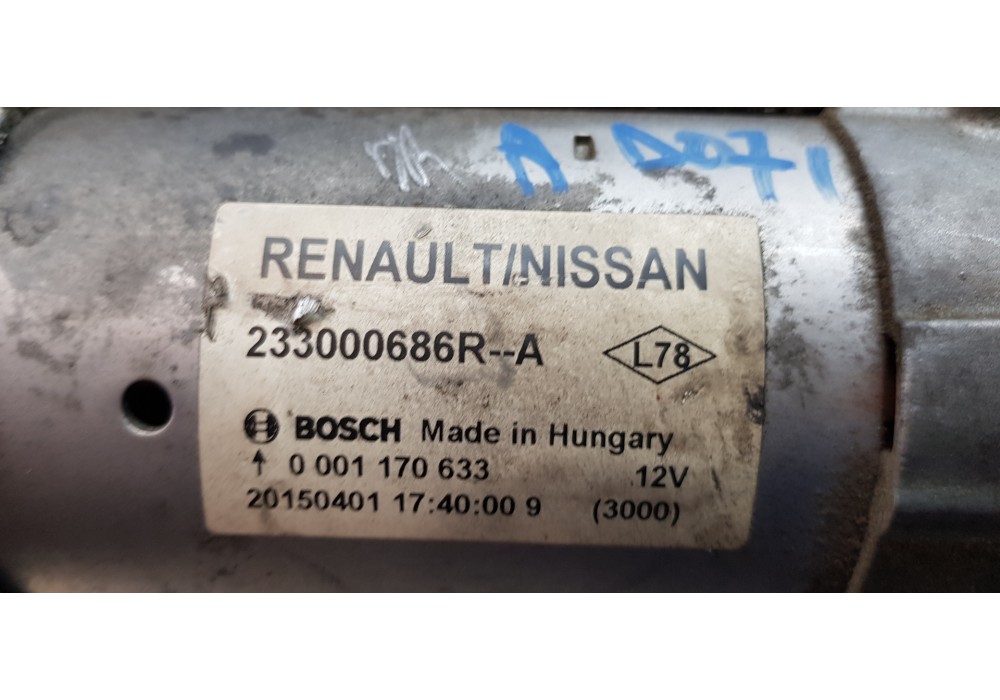 A D071
RENAULT/NISSAN
233000686R--A L78
BOSCH Made in Hungary
↑ 0 001 170 633 12V
20150401 17:40:00 9 (3000)